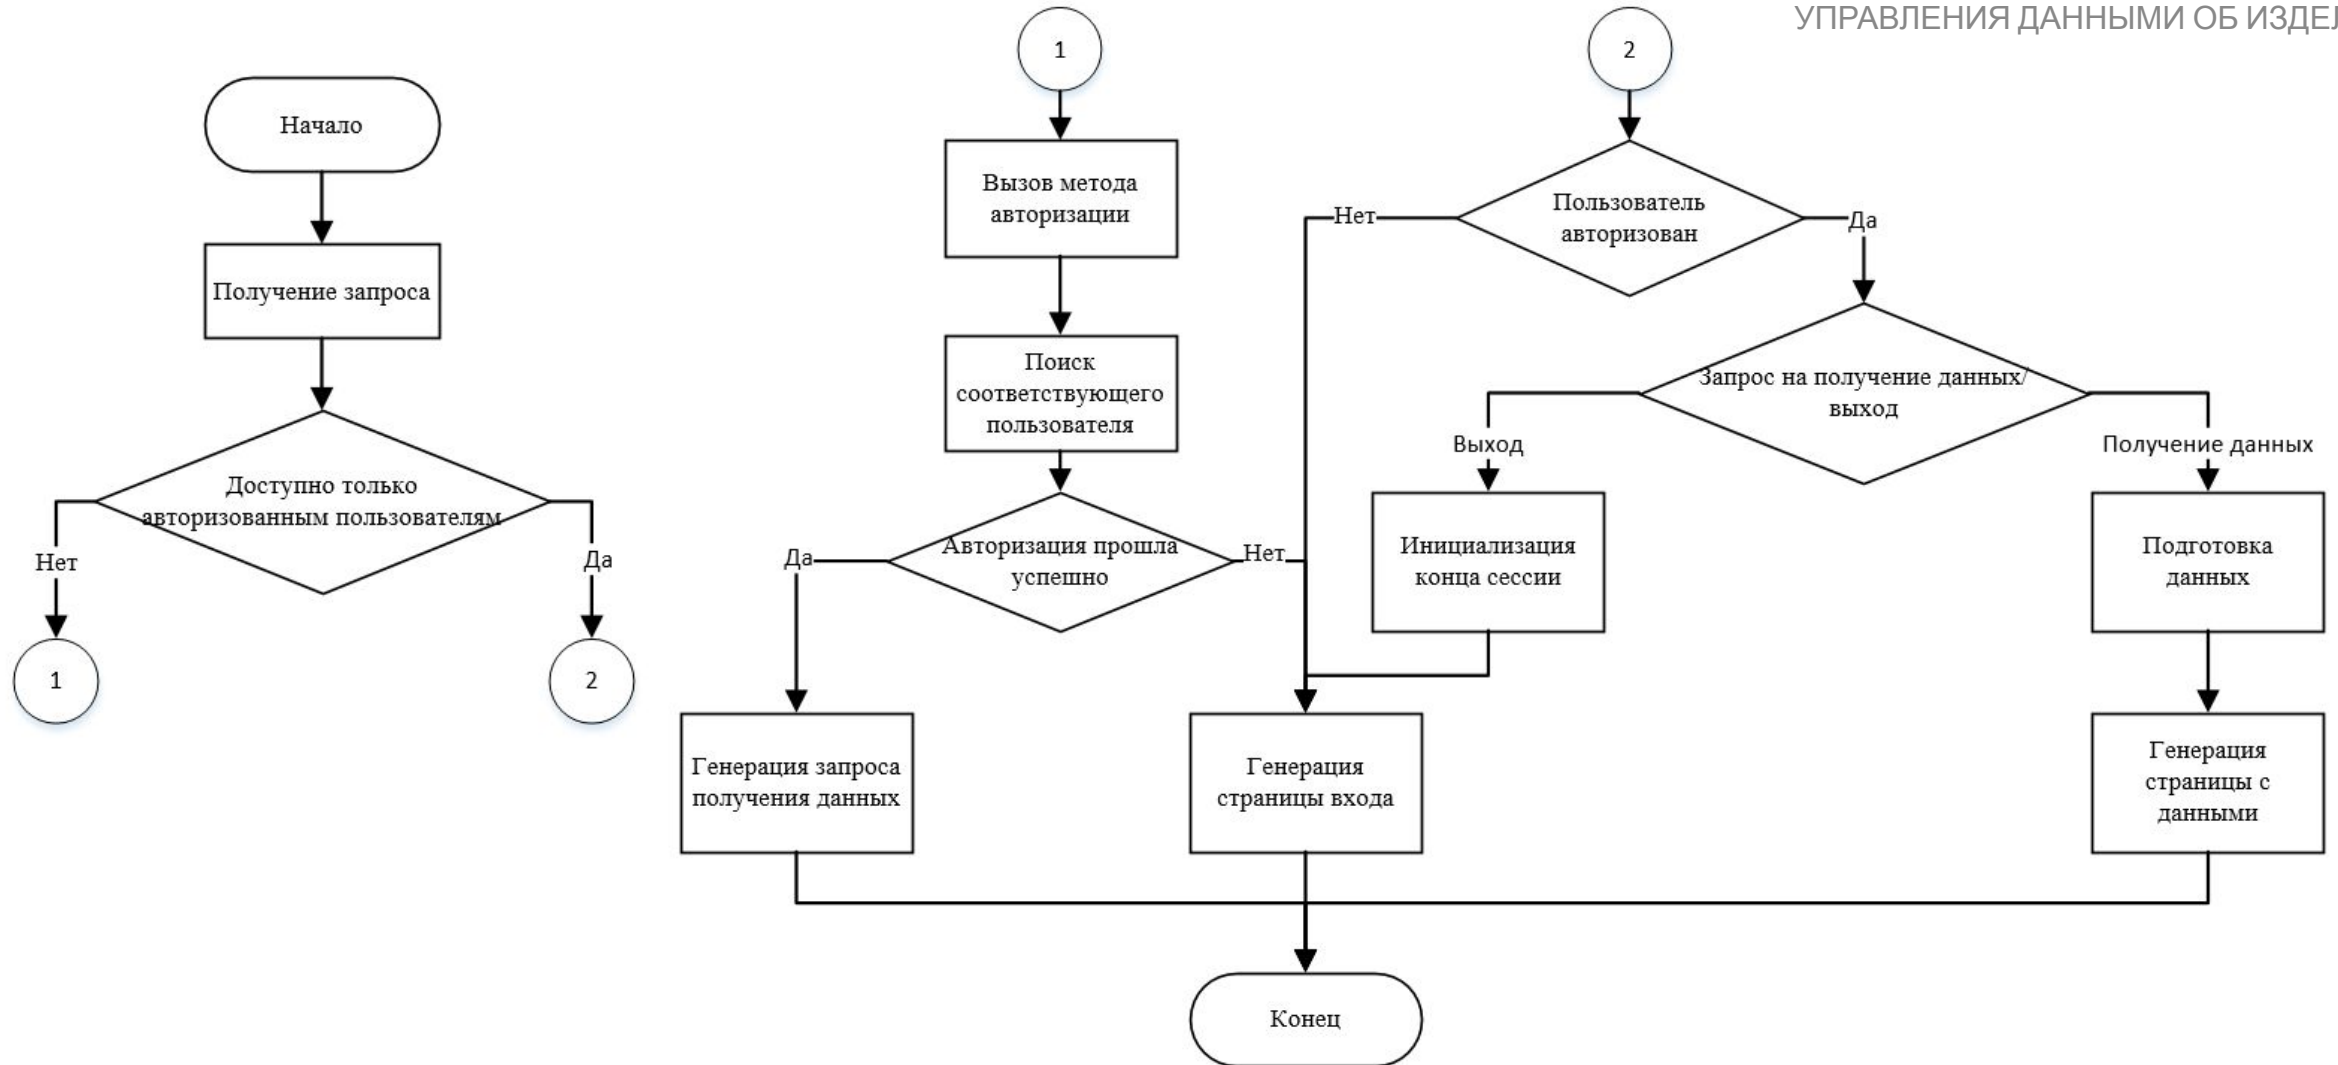 УПРАВЛЕНИЯ ДАННЫМИ ОБ ИЗДЕЛ
Начало
Получение запроса
Доступно только
авторизованным пользователям
Нет
Да
1
2
1
Вызов метода
авторизации
Поиск
соответствующего
пользователя
Авторизация прошла
успешно
Да
Нет
Генерация запроса
получения данных
2
Пользователь
авторизован
Нет
Да
Запрос на получение данных/
выход
Выход
Получение данных
Инициализация
конца сессии
Подготовка
данных
Генерация
страницы входа
Генерация
страницы с
данными
Конец